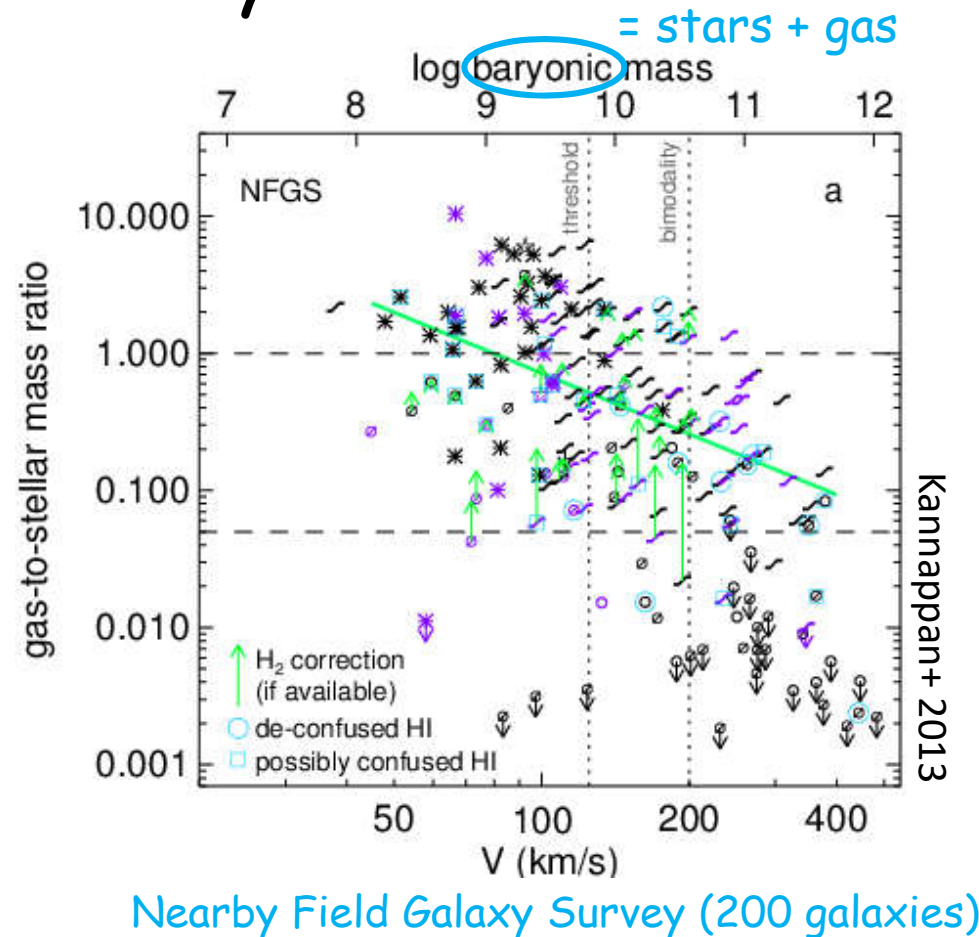 = stars + gas
log baryonic mass
7 8 9 10 11 12
NFGS
threshold
bimodality
a
10.000
1.000
0.100
0.010
0.001
gas-to-stellar mass ratio
H₂ correction
(if available)
de-confused HI
possibly confused HI
50 100 200 400
V (km/s)
Kannappan+ 2013
Nearby Field Galaxy Survey (200 galaxies)